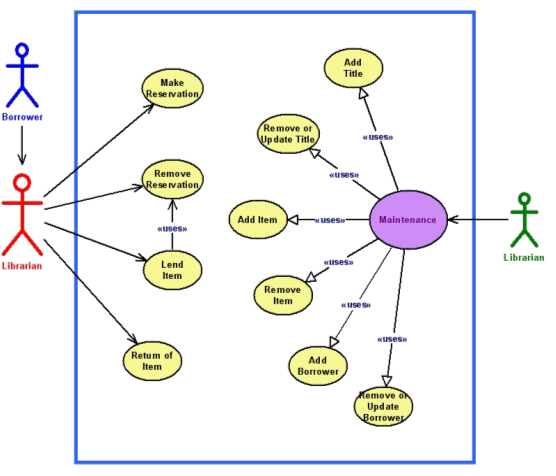 Borrower
Librarian
Make
Reservation
Remove
Reservation
«uses»
Lend
Item
Return of
Item
Add
Title
«uses»
Remove or
Update Title
«uses»
Add Item
«uses»
Maintenance
Librarian
Remove
Item
«uses»
Add
Borrower
«uses»
Remove or
Update
Borrower
«uses»